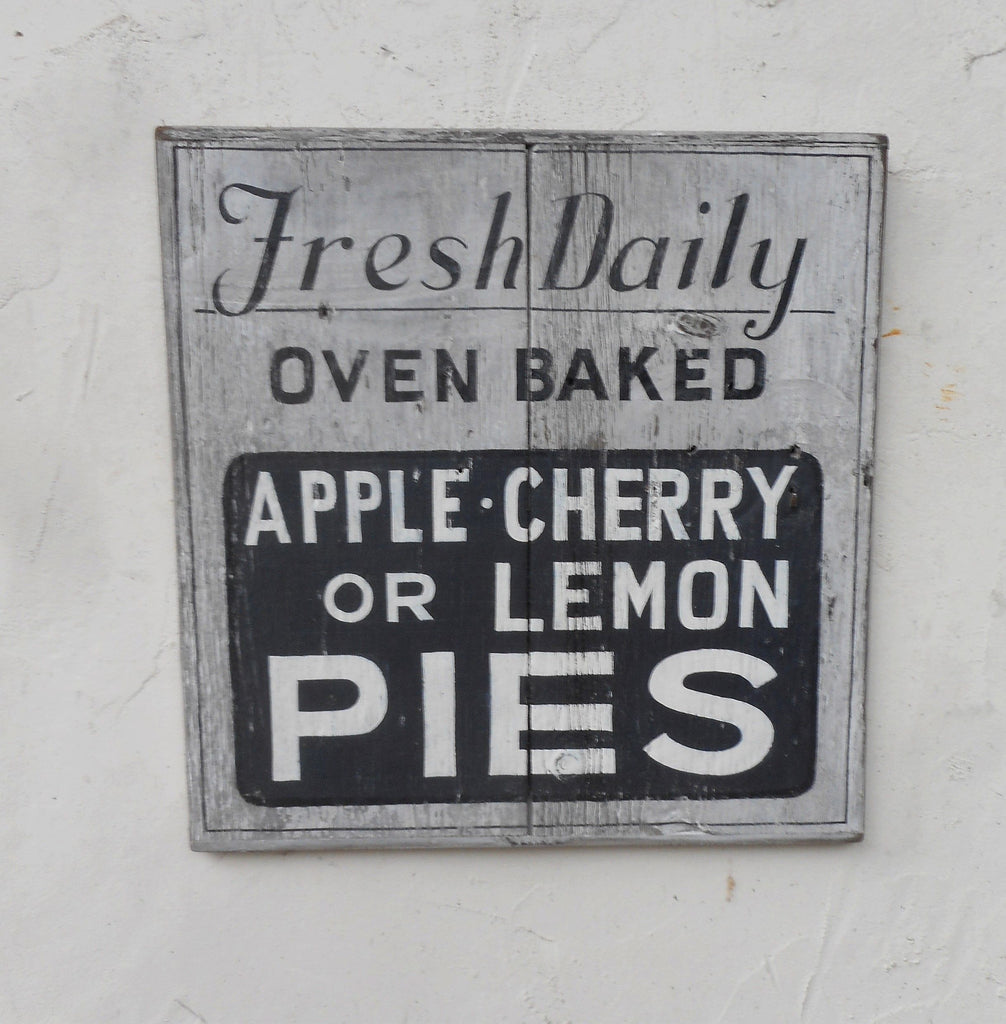 Fresh Daily
OVEN BAKED
APPLE · CHERRY
OR LEMON
PIES